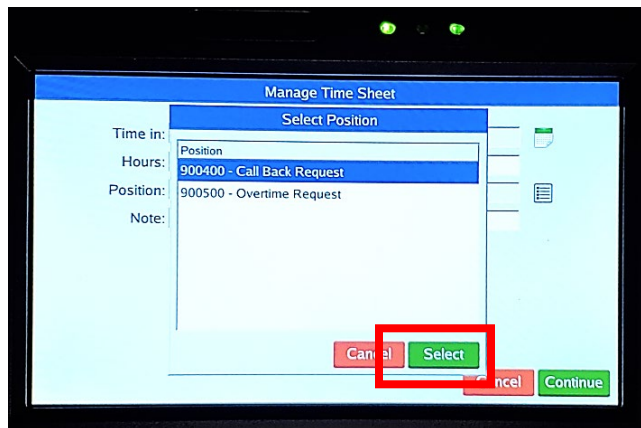 Manage Time Sheet
Select Position
Time in:
Hours:
Position:
Note:
Position
900400 - Call Back Request
900500 - Overtime Request
Cancel Select
Cancel Continue